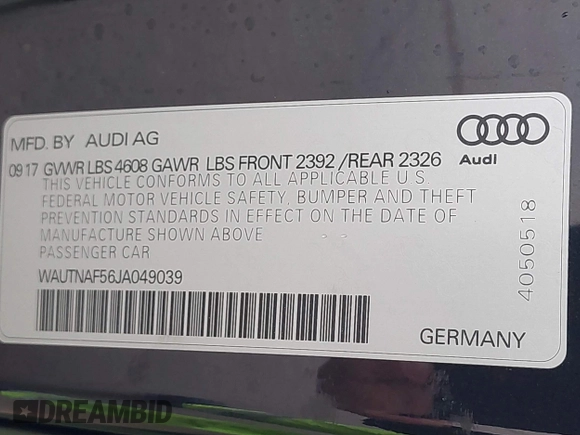 MFD. BY AUDI AG
09 17 GVWR LBS 4608 GAWR LBS FRONT 2392 /REAR 2326
Audi
THIS VEHICLE CONFORMS TO ALL APPLICABLE U S
FEDERAL MOTOR VEHICLE SAFETY, BUMPER AND THEFT
PREVENTION STANDARDS IN EFFECT ON THE DATE OF
MANUFACTURE SHOWN ABOVE
PASSENGER CAR
WAUTNAF56JA049039
4050518
GERMANY
DREAMBID